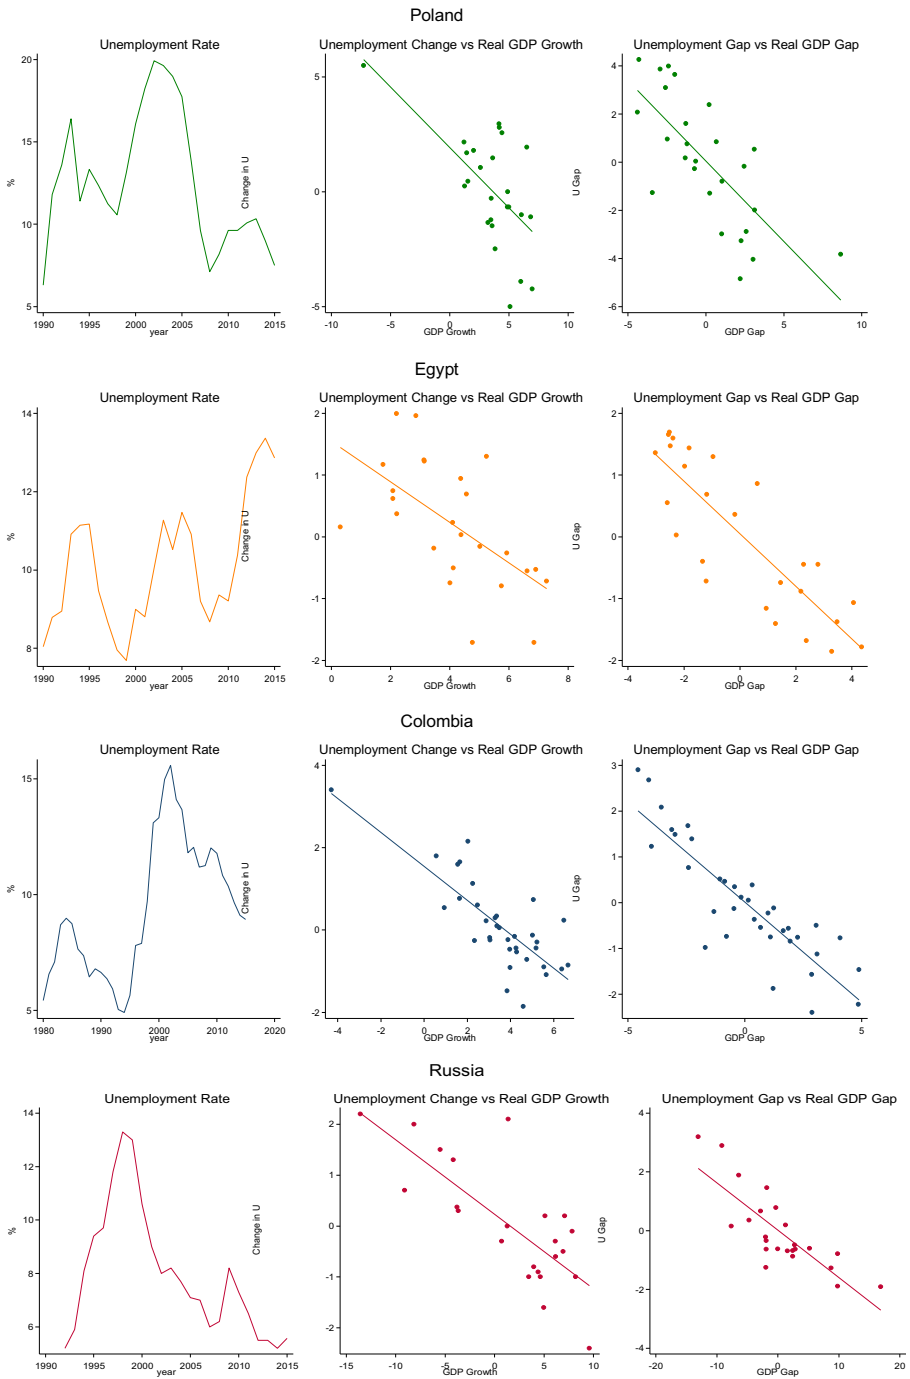 Poland
Unemployment Rate
Unemployment Change vs Real GDP Growth
Unemployment Gap vs Real GDP Gap
%
20
15
10
5
1990 1995 2000 2005 2010 2015
year
Change in U
5
0
-5
-10 -5 0 5 10
GDP Growth
U Gap
4
2
0
-2
-4
-6
-5 0 5 10
GDP Gap
Egypt
Unemployment Rate
Unemployment Change vs Real GDP Growth
Unemployment Gap vs Real GDP Gap
%
14
12
10
8
1990 1995 2000 2005 2010 2015
year
Change in U
2
1
0
-1
-2
0 2 4 6 8
GDP Growth
U Gap
2
1
0
-1
-2
-4 -2 0 2 4
GDP Gap
Colombia
Unemployment Rate
Unemployment Change vs Real GDP Growth
Unemployment Gap vs Real GDP Gap
%
15
10
5
1980 1990 2000 2010 2020
year
Change in U
4
2
0
-2
-4 -2 0 2 4 6
GDP Growth
U Gap
3
2
1
0
-1
-2
-5 0 5
GDP Gap
Russia
Unemployment Rate
Unemployment Change vs Real GDP Growth
Unemployment Gap vs Real GDP Gap
%
14
12
10
8
6
1990 1995 2000 2005 2010 2015
year
Change in U
2
1
0
-1
-2
-15 -10 -5 0 5 10
GDP Growth
U Gap
4
2
0
-2
-4
-20 -10 0 10 20
GDP Gap